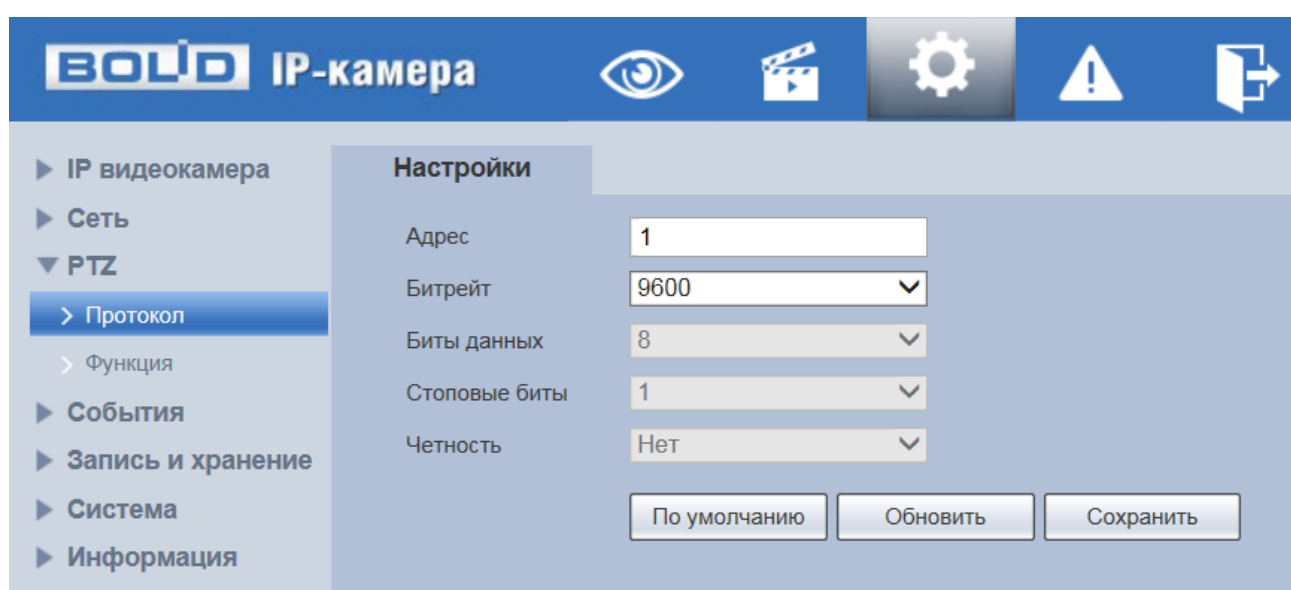 BOLID IP-камера
IP видеокамера
Сеть
PTZ
Протокол
Функция
События
Запись и хранение
Система
Информация
Настройки
Адрес 1
Битрейт 9600
Биты данных 8
Стоповые биты 1
Четность Нет
По умолчанию Обновить Сохранить